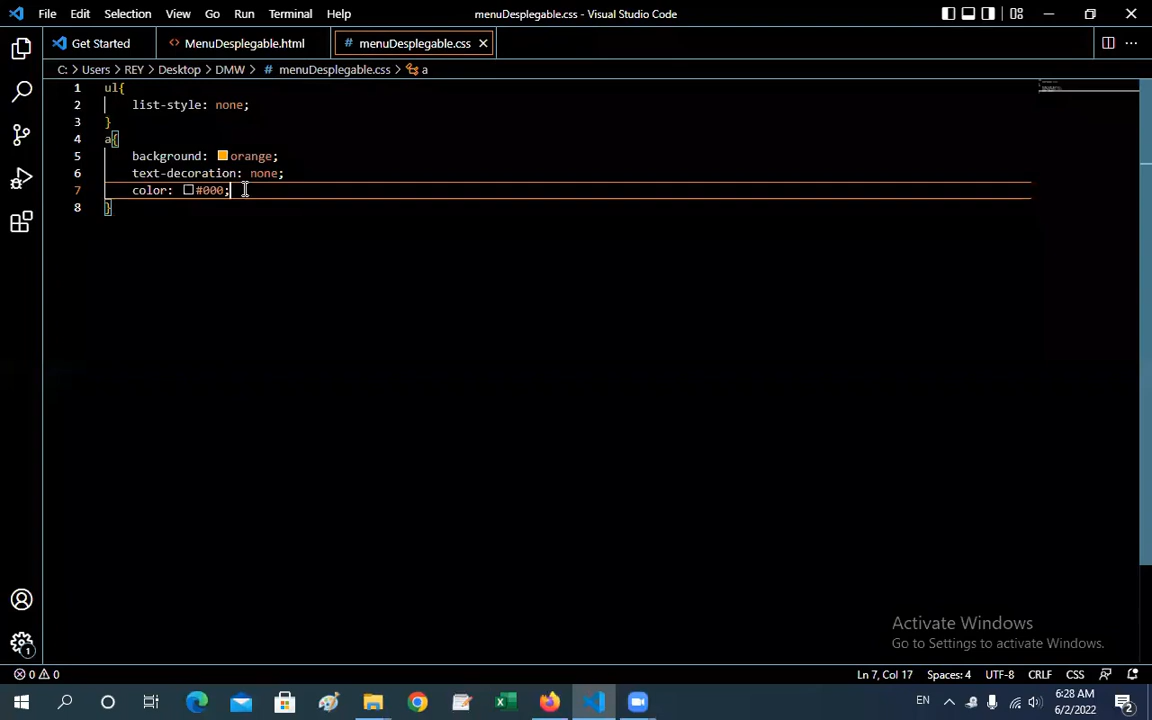 File Edit Selection View Go Run Terminal Help
menuDesplegable.css - Visual Studio Code
Get Started
<> MenuDesplegable.html
# menuDesplegable.css
C: > Users > REY > Desktop > DMW > # menuDesplegable.css > a
1 ul{
2 list-style: none;
3 }
4 a{
5 background: orange;
6 text-decoration: none;
7 color: #000;
8 }
Activate Windows
Go to Settings to activate Windows.
1
0 0
Ln 7, Col 17
Spaces: 4
UTF-8
CRLF
CSS
EN
6:28 AM
6/2/2022
2